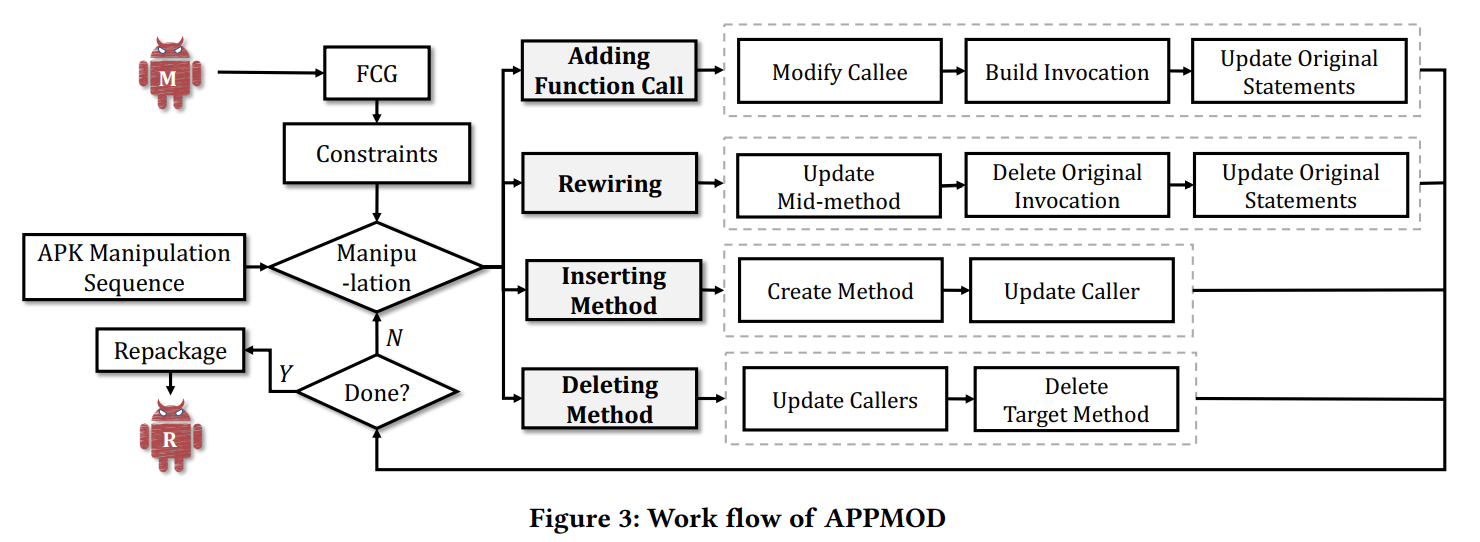 M
FCG
Constraints
APK Manipulation
Sequence
Manipu
-lation
Adding
Function Call
Modify Callee
Build Invocation
Update Original
Statements
Rewiring
Update
Mid-method
Delete Original
Invocation
Update Original
Statements
Inserting
Method
Create Method
Update Caller
Deleting
Method
Update Callers
Delete
Target Method
N
Done?
Y
Repackage
R
Figure 3: Work flow of APPMOD